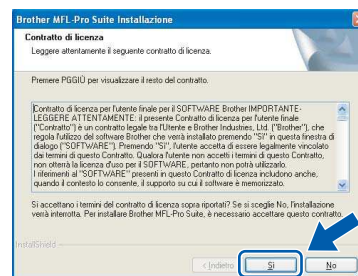 Brother MFL-Pro Suite Installazione
Contratto di licenza
Leggere attentamente il seguente contratto di licenza.
Premere PGGIÙ per visualizzare il resto del contratto.
Contratto di licenza per l'utente finale per il SOFTWARE Brother IMPORTANTE-
LEGGERE ATTENTAMENTE: il presente Contratto di licenza per l'utente finale
("Contratto") è un contratto legale tra l'Utente e Brother Industries, Ltd. ("Brother"), che
regola l'utilizzo del software Brother che verrà installato premendo "SI" in questa finestra di
dialogo ("SOFTWARE"). Premendo "SI", l'utente accetta di essere legalmente vincolato
dai termini di questo Contratto. Qualora l'utente non accetti i termini di questo Contratto,
non otterrà la licenza d'uso per il SOFTWARE, pertanto non potrà utilizzarlo.
I riferimenti al "SOFTWARE" presenti in questo Contratto di licenza includono anche,
quando il contesto lo consente, il supporto su cui il software è memorizzato.
Si accettano i termini del contratto di licenza sopra riportati? Se si sceglie No, l'installazione
verrà interrotta. Per installare Brother MFL-Pro Suite, è necessario accettare questo contratto.
InstallShield
< Indietro
Sì
No